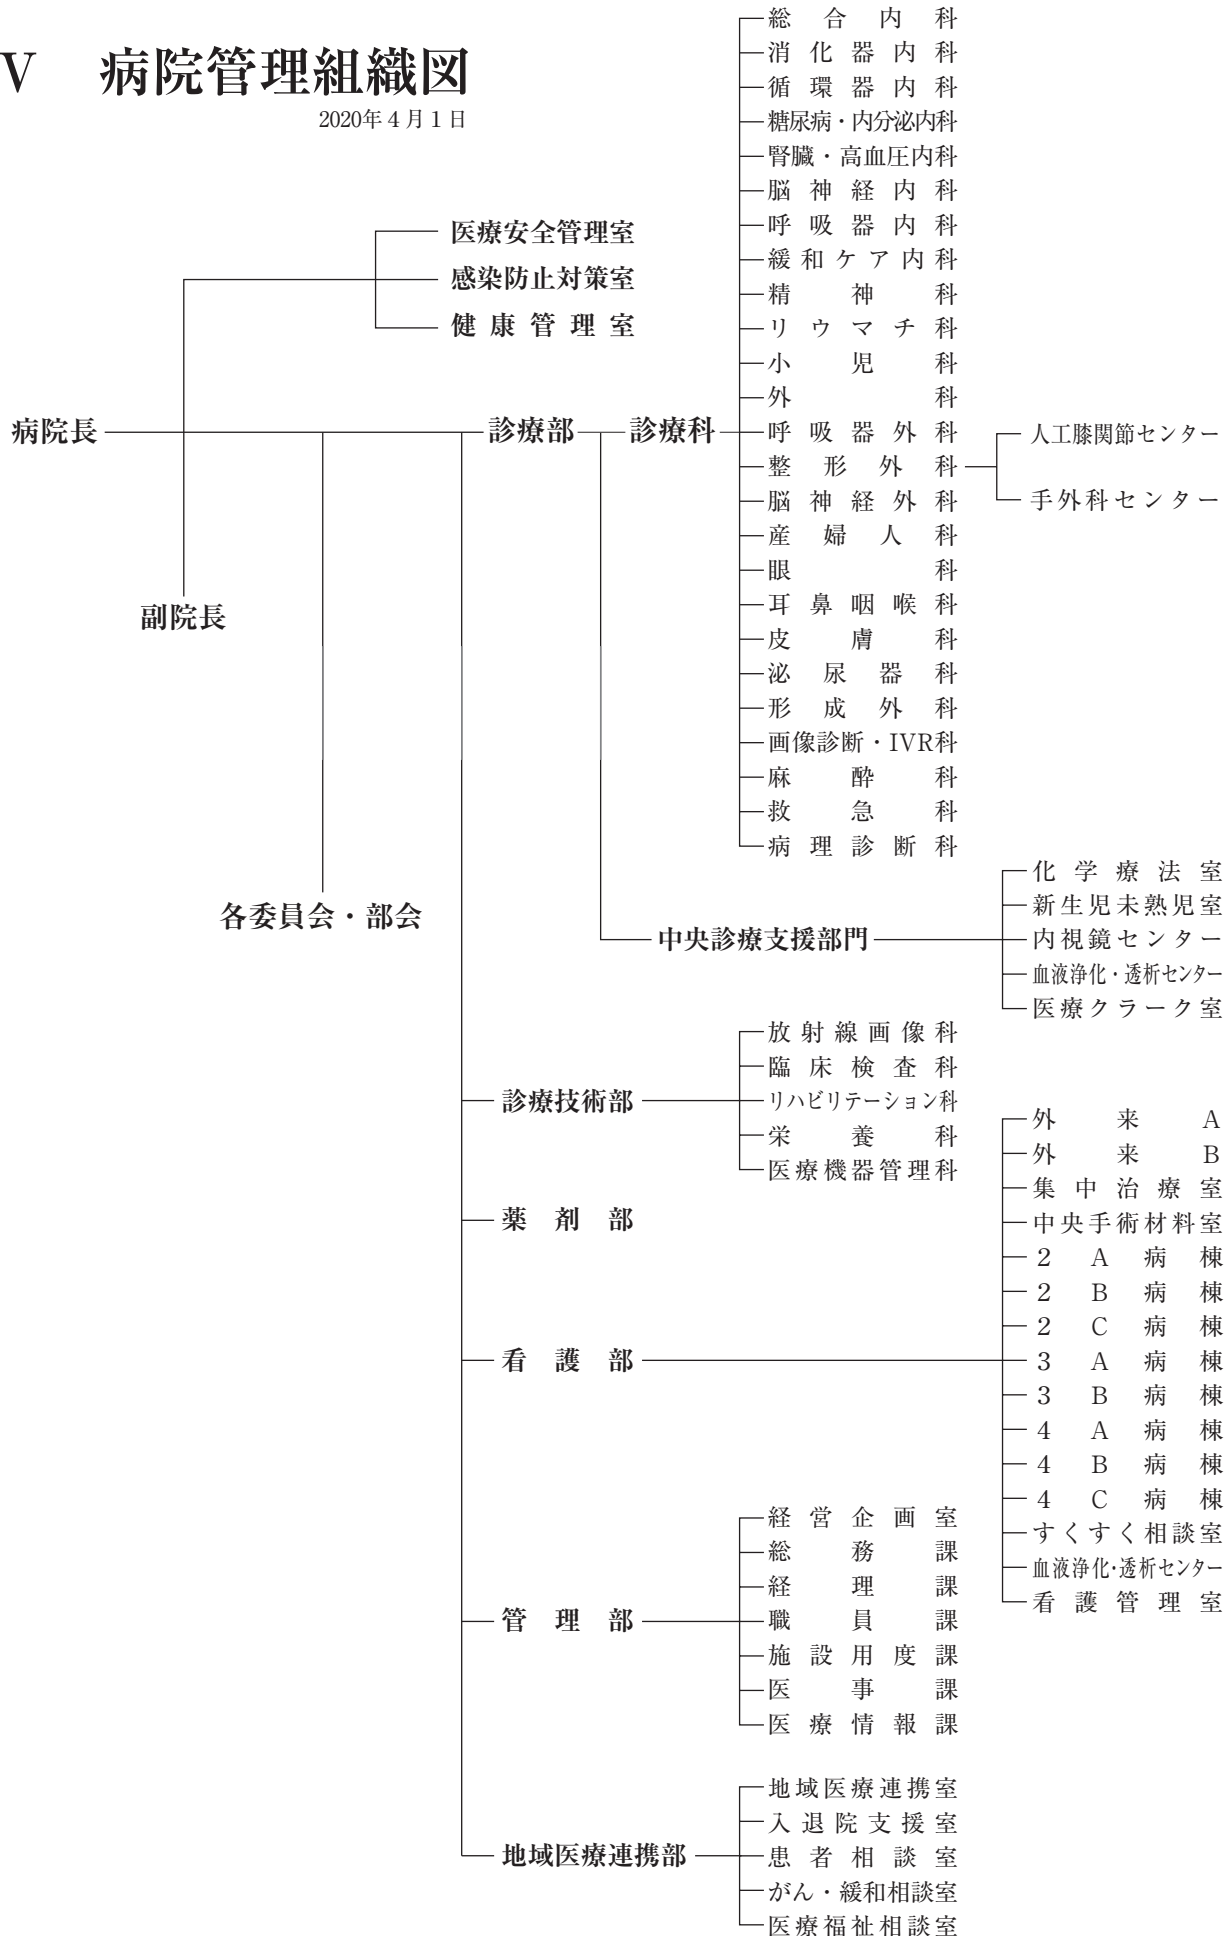 V 病院管理組織図
2020年4月1日
病院長
副院長
医療安全管理室
感染防止対策室
健康管理室
各委員会・部会
診療部
診療科
総合内科
消化器内科
循環器内科
糖尿病・内分泌内科
腎臓・高血圧内科
脳神経内科
呼吸器内科
緩和ケア内科
精神科
リウマチ科
小児科
外科
呼吸器外科
整形外科
人工膝関節センター
手外科センター
脳神経外科
産婦人科
眼科
耳鼻咽喉科
皮膚科
泌尿器科
形成外科
画像診断・IVR科
麻酔科
救急科
病理診断科
中央診療支援部門
化学療法室
新生児未熟児室
内視鏡センター
血液浄化・透析センター
医療クラーク室
診療技術部
放射線画像科
臨床検査科
リハビリテーション科
栄養科
医療機器管理科
薬剤部
看護部
外来A
外来B
集中治療室
中央手術材料室
2A病棟
2B病棟
2C病棟
3A病棟
3B病棟
4A病棟
4B病棟
4C病棟
すくすく相談室
血液浄化・透析センター
看護管理室
管理部
経営企画室
総務課
経理課
職員課
施設用度課
医事課
医療情報課
地域医療連携部
地域医療連携室
入退院支援室
患者相談室
がん・緩和相談室
医療福祉相談室